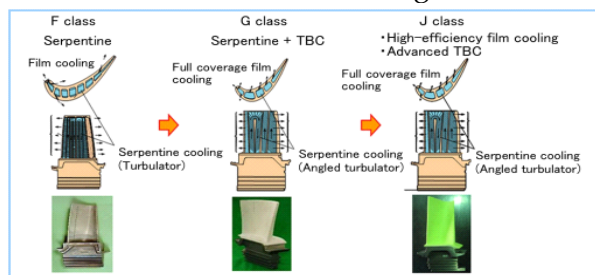 F class
Serpentine
Film cooling
Serpentine cooling
(Turbulator)
G class
Serpentine + TBC
Full coverage film
cooling
Serpentine cooling
(Angled turbulator)
J class
・High-efficiency film cooling
・Advanced TBC
Full coverage film
cooling
Serpentine cooling
(Angled turbulator)